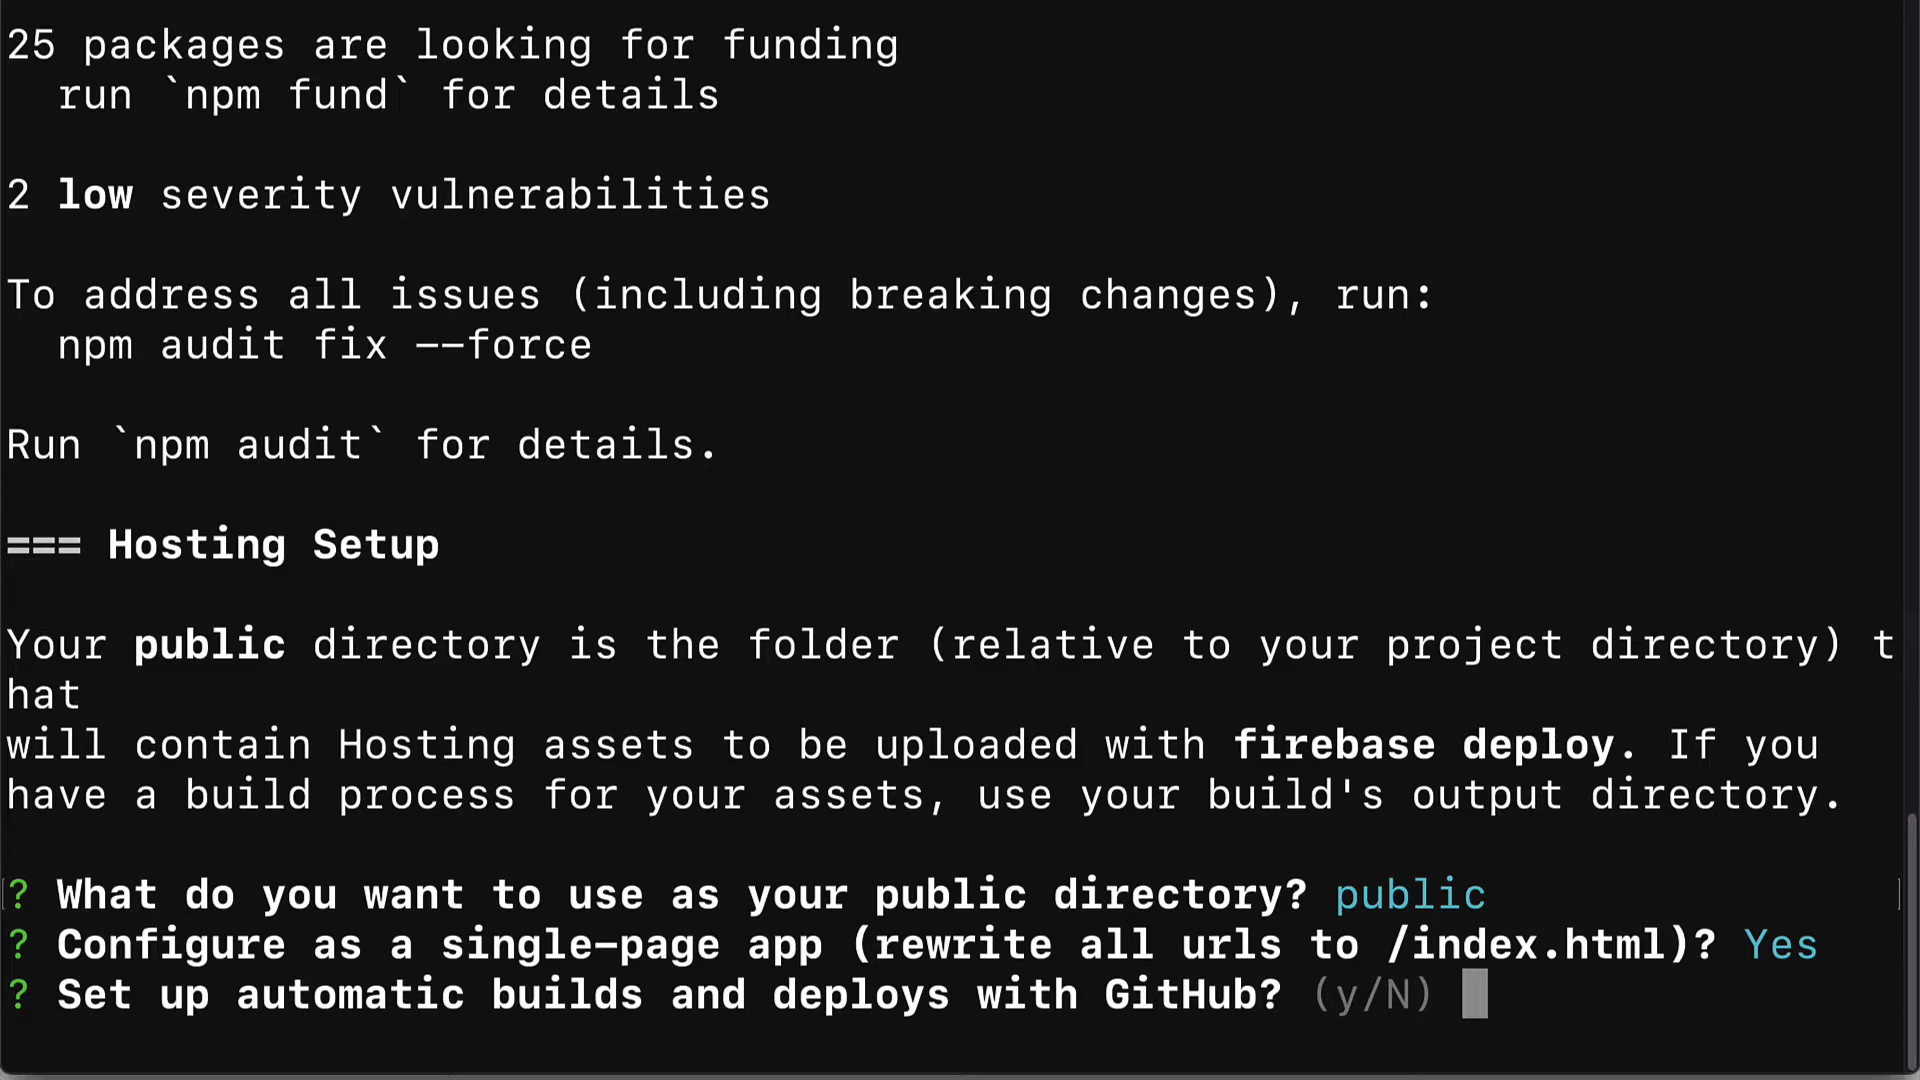 25 packages are looking for funding
  run `npm fund` for details
2 low severity vulnerabilities
To address all issues (including breaking changes), run:
  npm audit fix --force
Run `npm audit` for details.
=== Hosting Setup
Your public directory is the folder (relative to your project directory) t
hat
will contain Hosting assets to be uploaded with firebase deploy. If you
have a build process for your assets, use your build's output directory.
? What do you want to use as your public directory? public
? Configure as a single-page app (rewrite all urls to /index.html)? Yes
? Set up automatic builds and deploys with GitHub? (y/N)